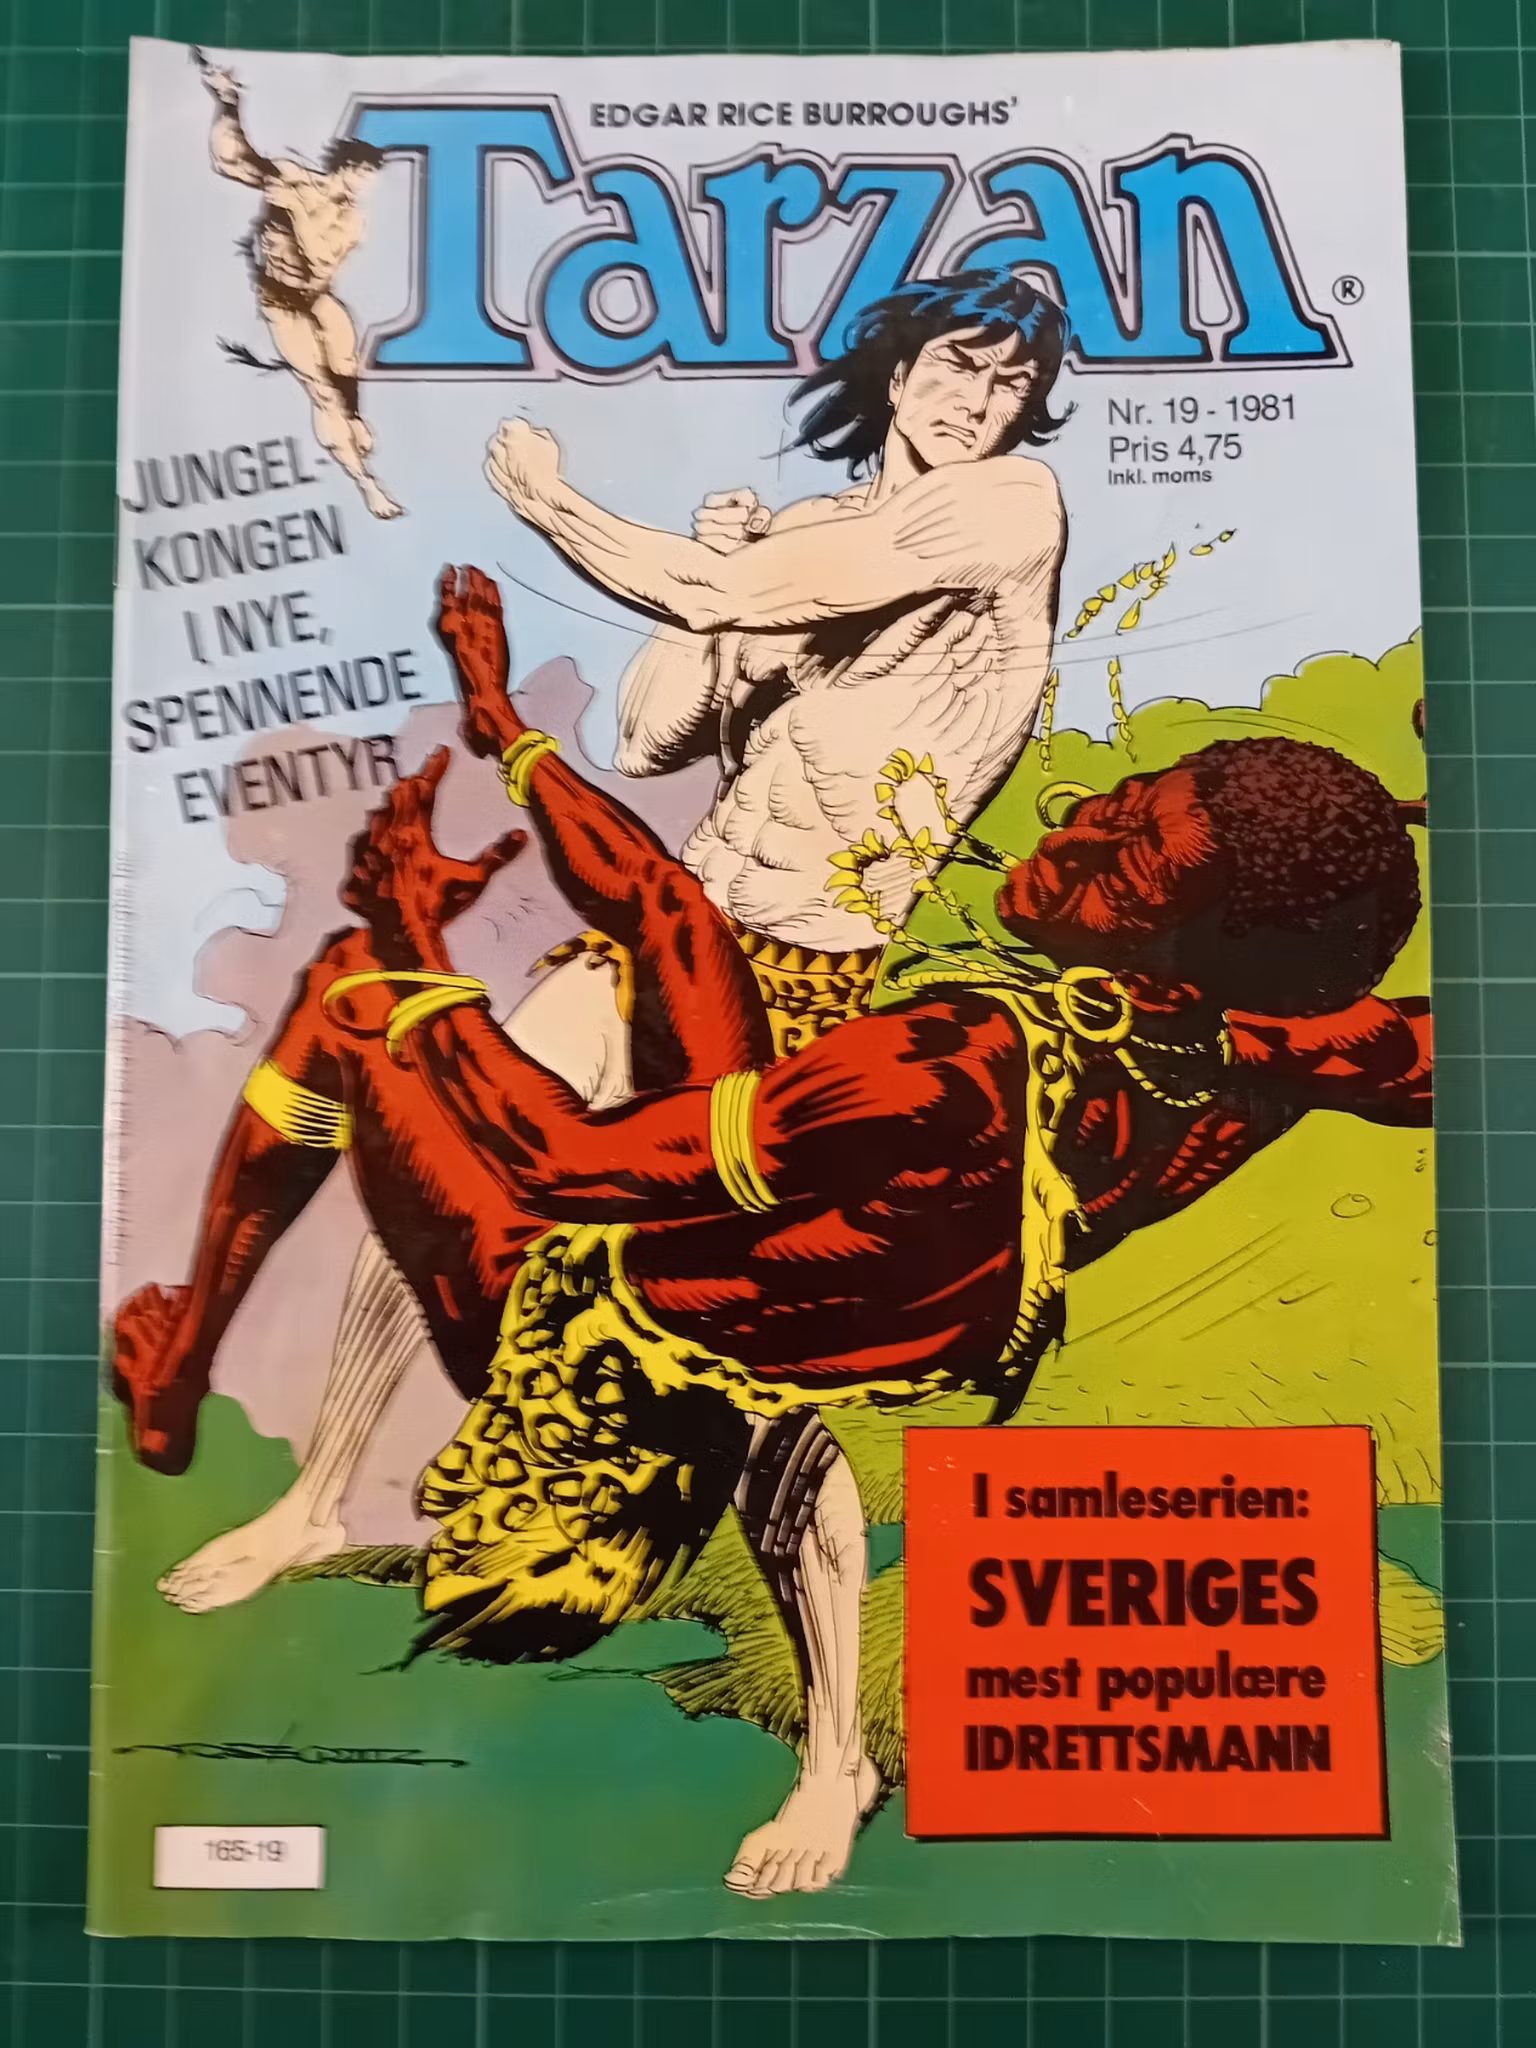 EDGAR RICE BURROUGHS'
Tarzan
®
Nr. 19 - 1981
Pris 4,75
Inkl. moms
JUNGEL-
KONGEN
I NYE,
SPENNENDE
EVENTYR
I samleserien:
SVERIGES
mest populære
IDRETTSMANN
165-19